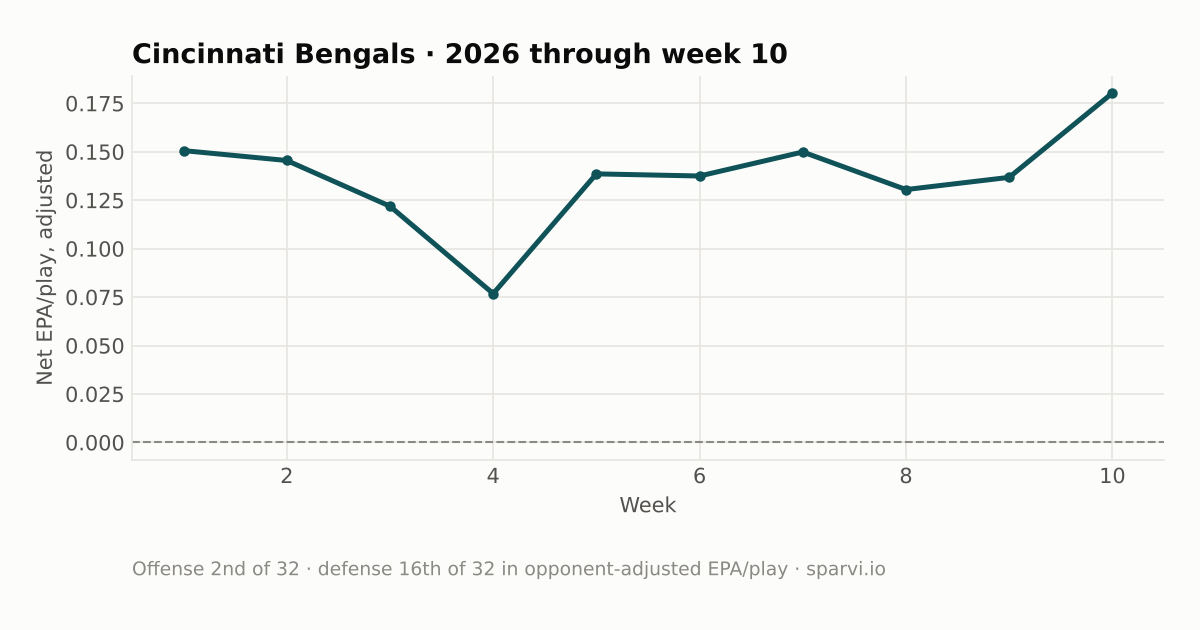 Cincinnati Bengals · 2026 through week 10
Net EPA/play, adjusted
0.175
0.150
0.125
0.100
0.075
0.050
0.025
0.000
2 4 6 8 10
Week
Offense 2nd of 32 · defense 16th of 32 in opponent-adjusted EPA/play · sparvi.io